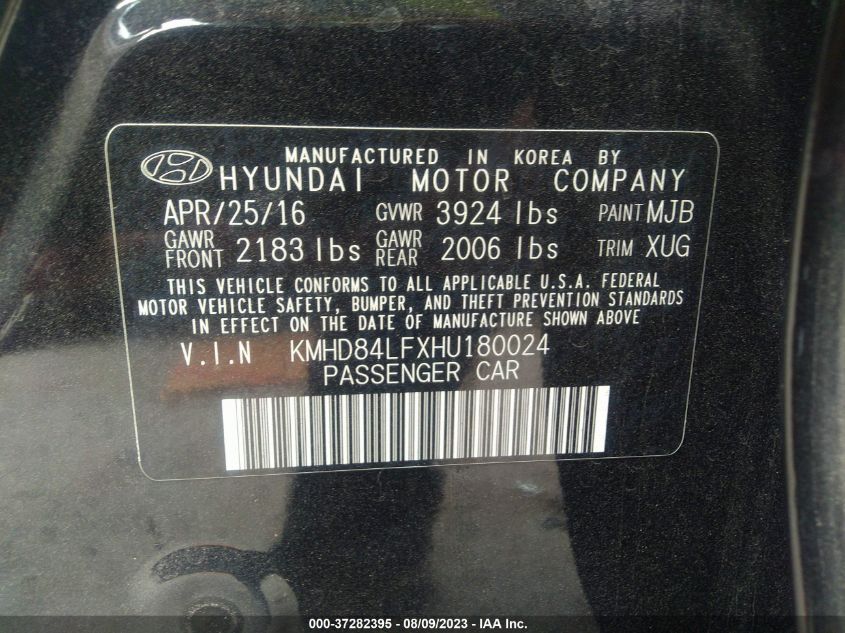 MANUFACTURED IN KOREA BY
HYUNDAI MOTOR COMPANY
APR/25/16 GVWR 3924 lbs PAINT MJB
GAWR FRONT 2183 lbs GAWR REAR 2006 lbs TRIM XUG
THIS VEHICLE CONFORMS TO ALL APPLICABLE U.S.A. FEDERAL
MOTOR VEHICLE SAFETY, BUMPER, AND THEFT PREVENTION STANDARDS
IN EFFECT ON THE DATE OF MANUFACTURE SHOWN ABOVE.
V.I.N KMHD84LFXHU180024
PASSENGER CAR
000-37282395 - 08/09/2023 - IAA Inc.